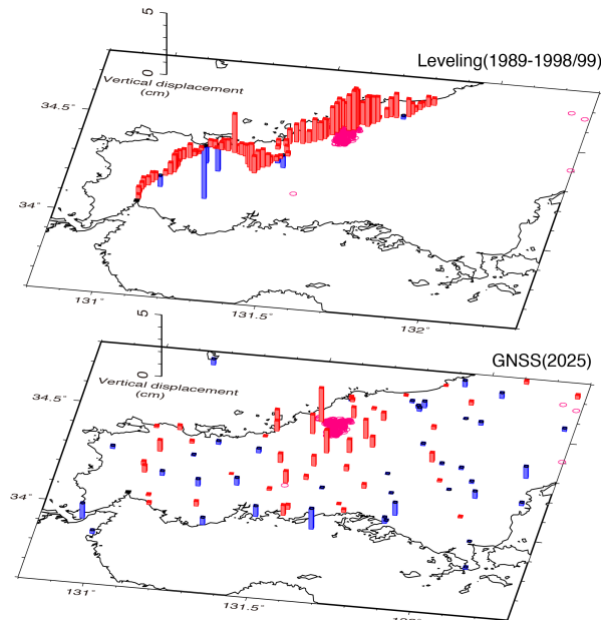 5
0
Leveling(1989-1998/99)
Vertical displacement
(cm)
34.5°
34°
131°
131.5°
132°
5
0
GNSS(2025)
Vertical displacement
(cm)
34.5°
34°
131°
131.5°